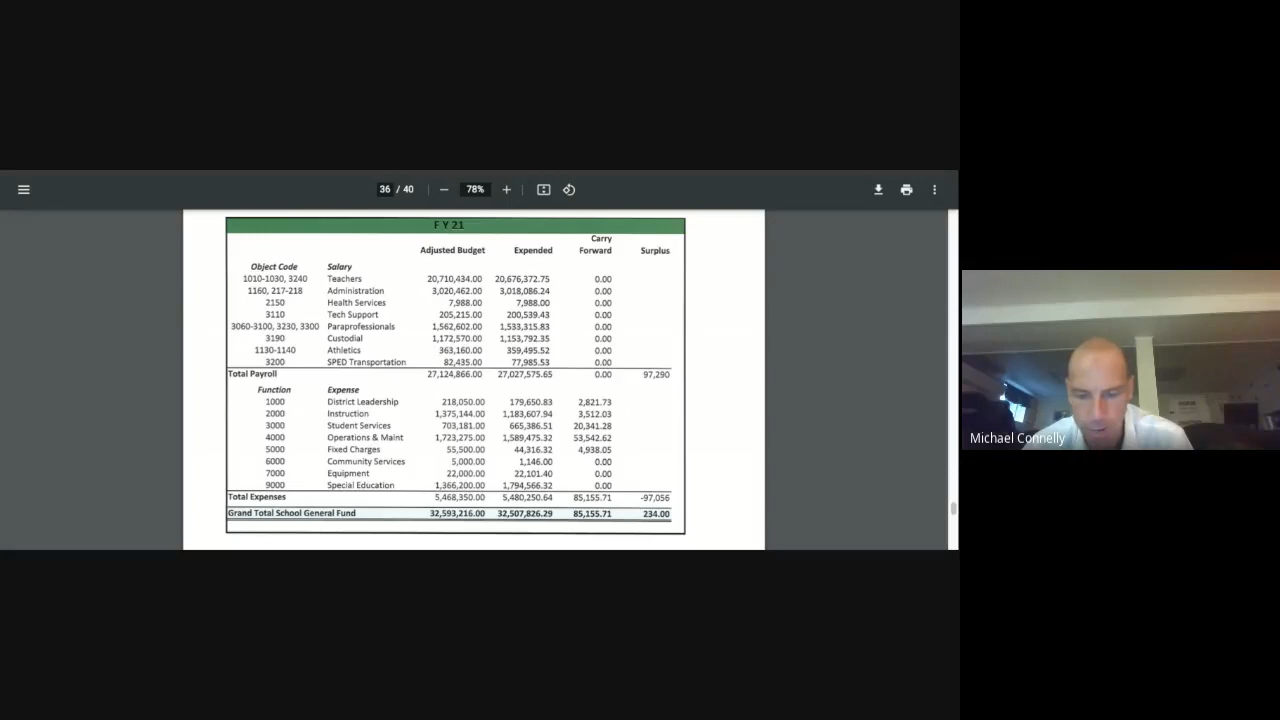 36 / 40 78%
F Y 21
Carry
Adjusted Budget Expended Forward Surplus
Object Code Salary
1010-1030, 3240 Teachers 20,710,434.00 20,676,372.75 0.00
1160, 217-218 Administration 3,020,462.00 3,018,086.24 0.00
2150 Health Services 7,988.00 7,988.00 0.00
3110 Tech Support 205,215.00 200,539.43 0.00
3060-3100, 3230, 3300 Paraprofessionals 1,562,602.00 1,533,315.83 0.00
3190 Custodial 1,172,570.00 1,153,792.35 0.00
1130-1140 Athletics 363,160.00 359,495.52 0.00
3200 SPED Transportation 82,435.00 77,985.53 0.00
Total Payroll 27,124,866.00 27,027,575.65 0.00 97,290
Function Expense
1000 District Leadership 218,050.00 179,650.83 2,821.73
2000 Instruction 1,375,144.00 1,183,607.94 3,512.03
3000 Student Services 703,181.00 665,386.51 20,341.28
4000 Operations & Maint 1,723,275.00 1,589,475.32 53,542.62
5000 Fixed Charges 55,500.00 44,316.32 4,938.05
6000 Community Services 5,000.00 1,146.00 0.00
7000 Equipment 22,000.00 22,101.40 0.00
9000 Special Education 1,366,200.00 1,794,566.32 0.00
Total Expenses 5,468,350.00 5,480,250.64 85,155.71 -97,056
Grand Total School General Fund 32,593,216.00 32,507,826.29 85,155.71 234.00
Michael Connelly